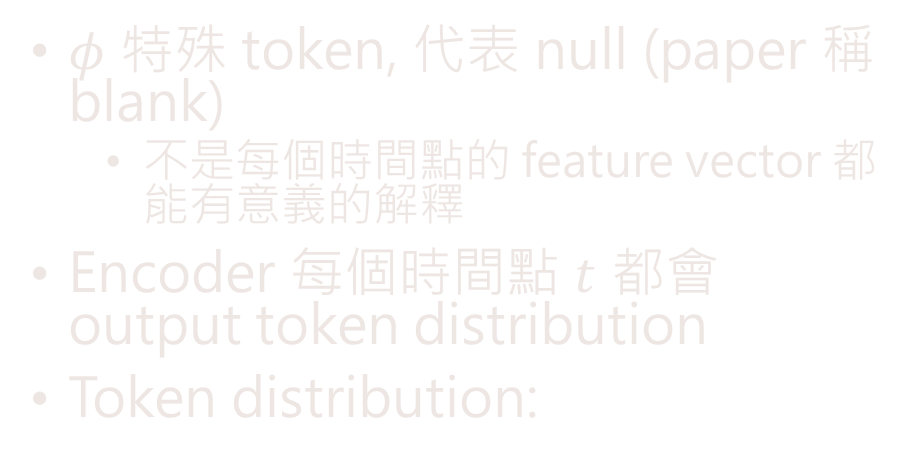 • ϕ 特殊 token, 代表 null (paper 稱
blank)
• 不是每個時間點的 feature vector 都
能有意義的解釋
• Encoder 每個時間點 t 都會
output token distribution
• Token distribution: